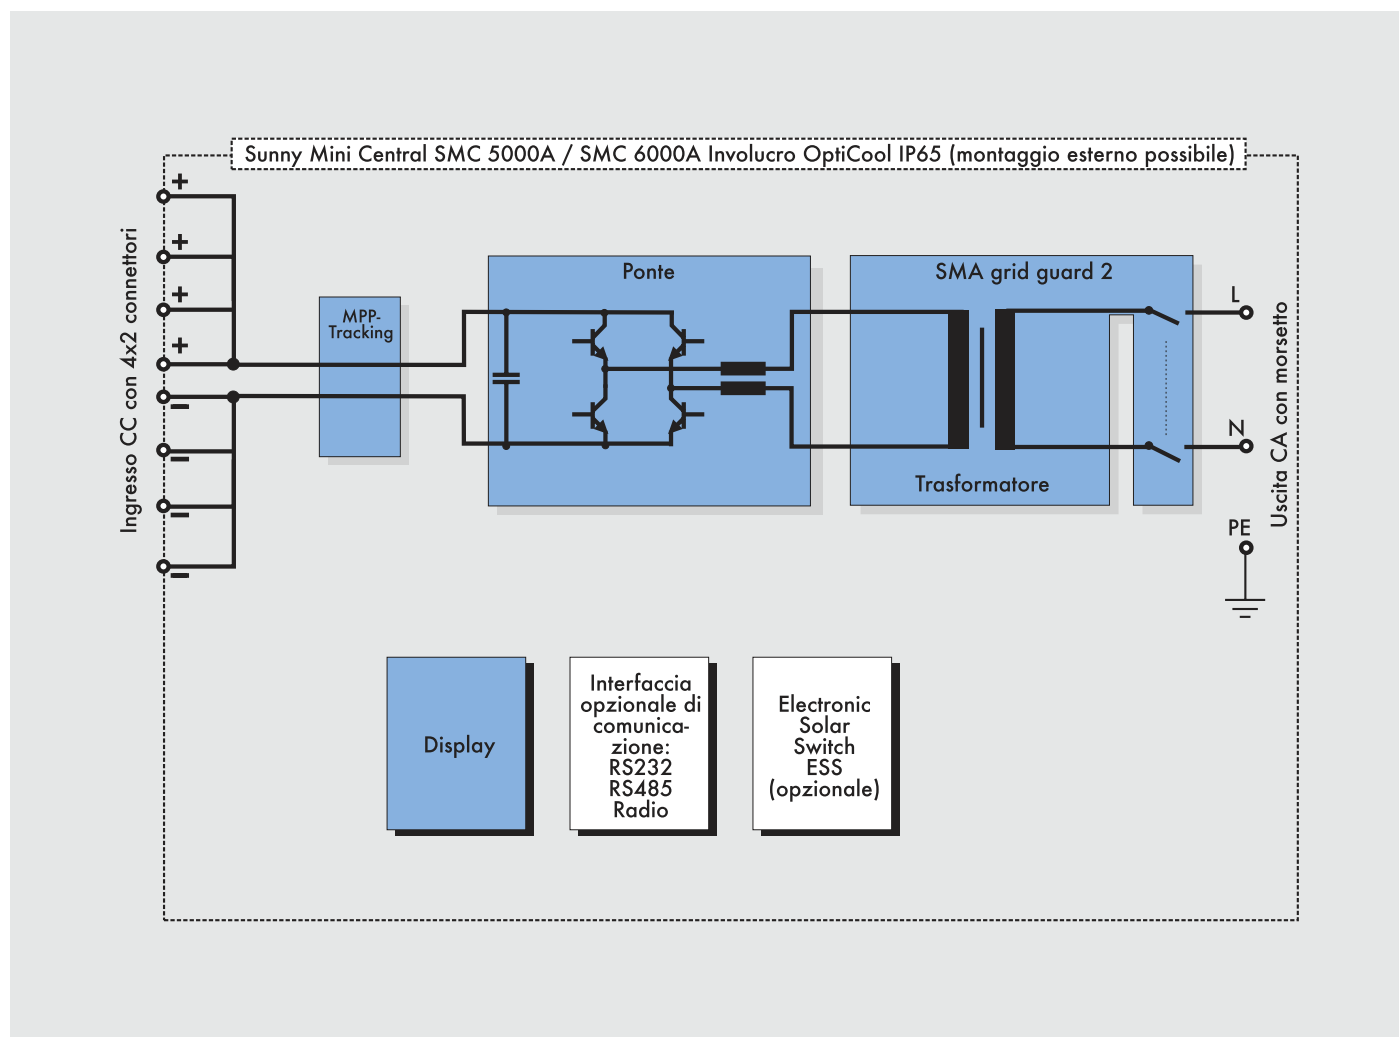 Sunny Mini Central SMC 5000A / SMC 6000A Involucro OptiCool IP65 (montaggio esterno possibile)
Ingresso CC con 4x2 connettori
+
+
+
+
−
−
−
−
MPP-
Tracking
Ponte
SMA grid guard 2
Trasformatore
L
N
PE
Uscita CA con morsetto
Display
Interfaccia
opzionale di
comunica-
zione:
RS232
RS485
Radio
Electronic
Solar
Switch
ESS
(opzionale)